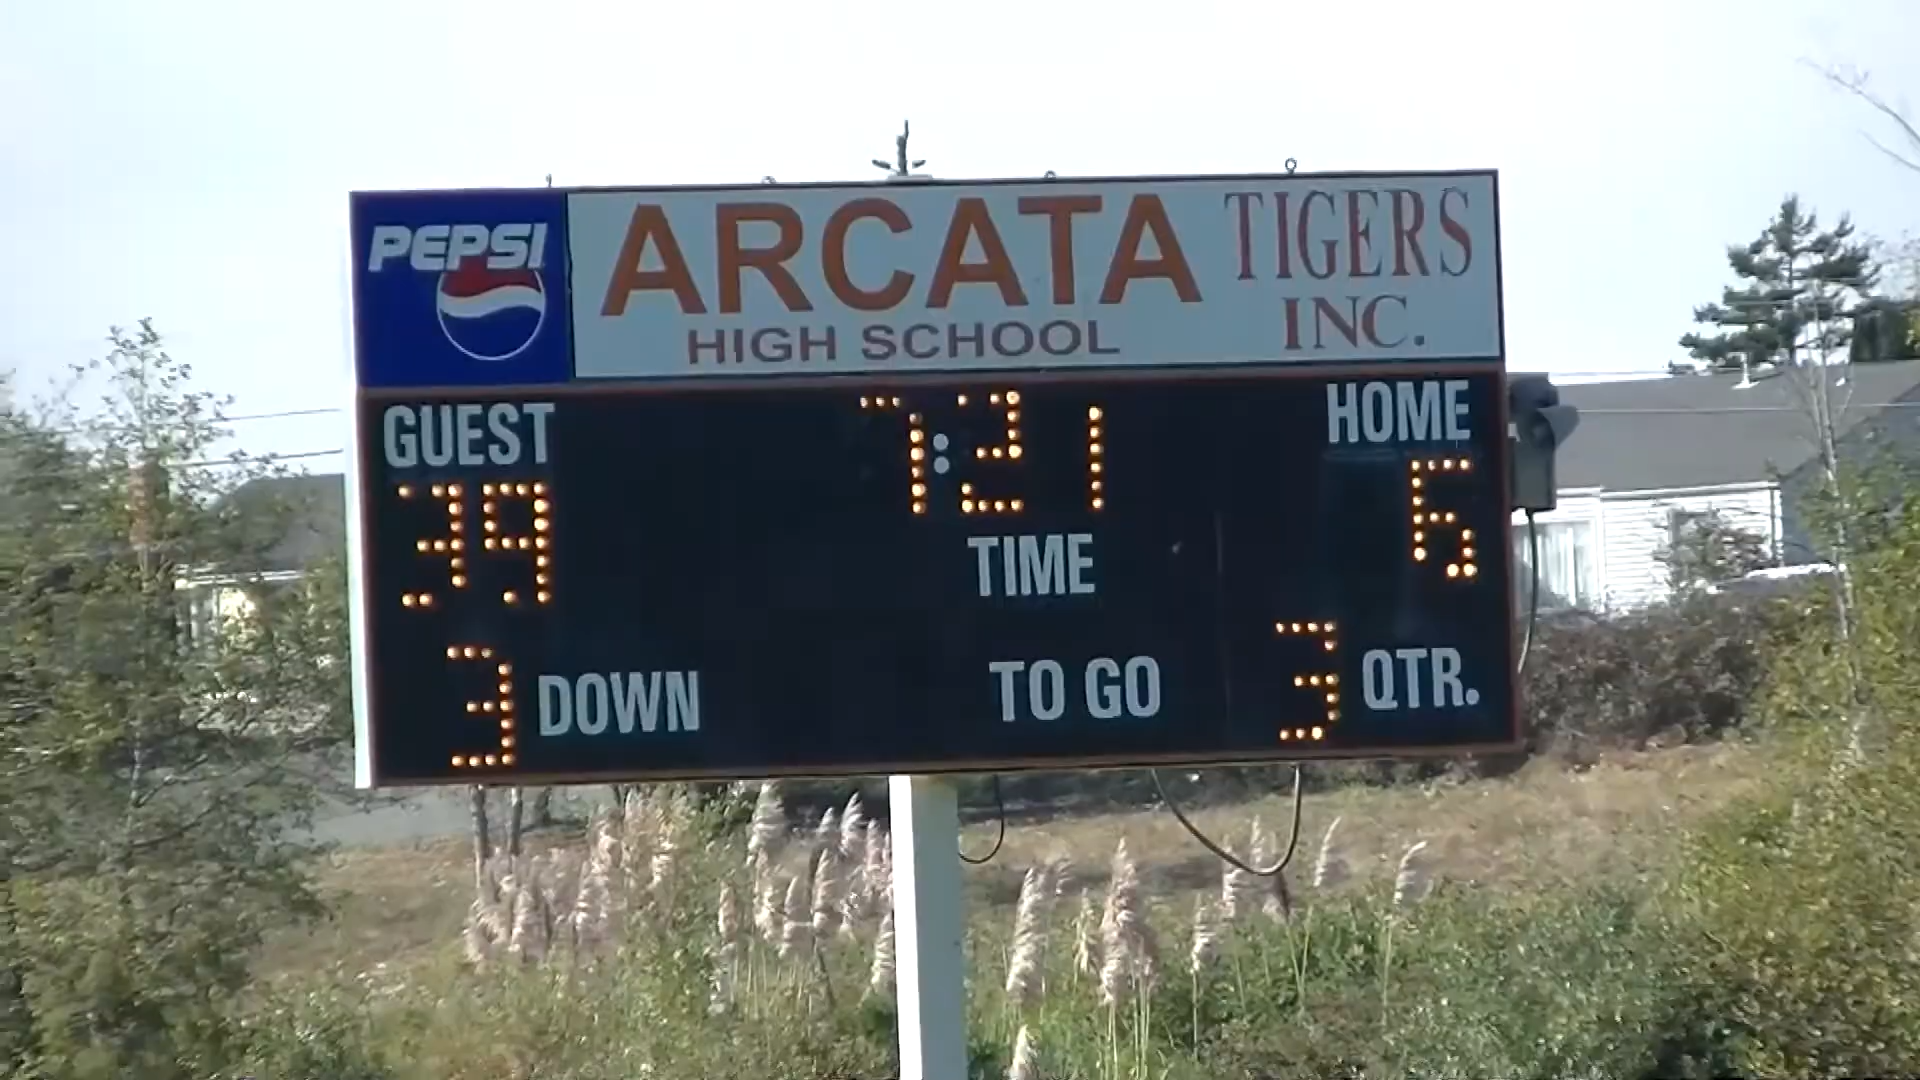 PEPSI
ARCATA
HIGH SCHOOL
TIGERS
INC.
GUEST
7:21
HOME
39
6
TIME
3 DOWN
TO GO
3 QTR.